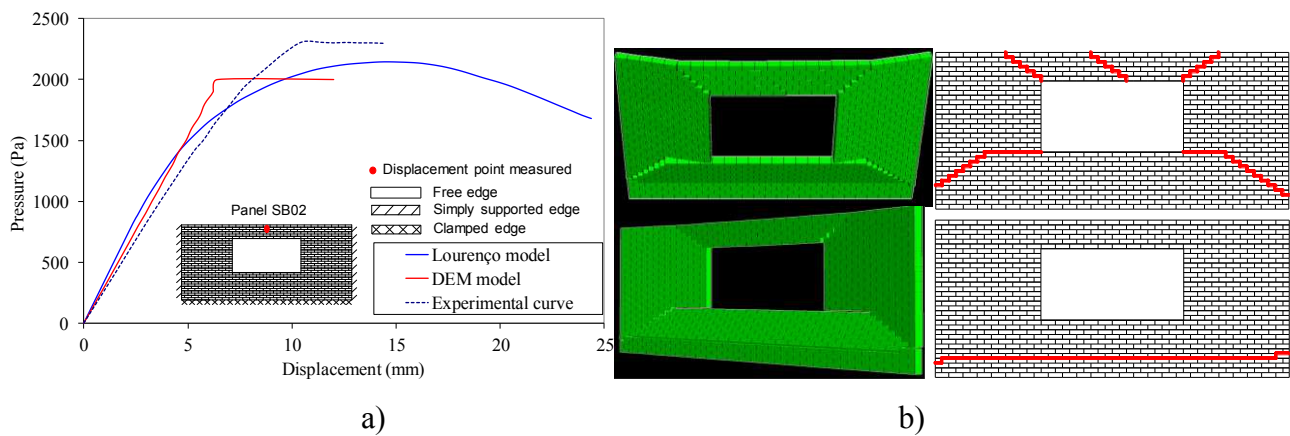 2500
2000
1500
1000
500
0
Pressure (Pa)
0
5
10
15
20
25
Displacement (mm)
Displacement point measured
Free edge
Simply supported edge
Clamped edge
Panel SB02
Lourenço model
DEM model
Experimental curve
a)
b)